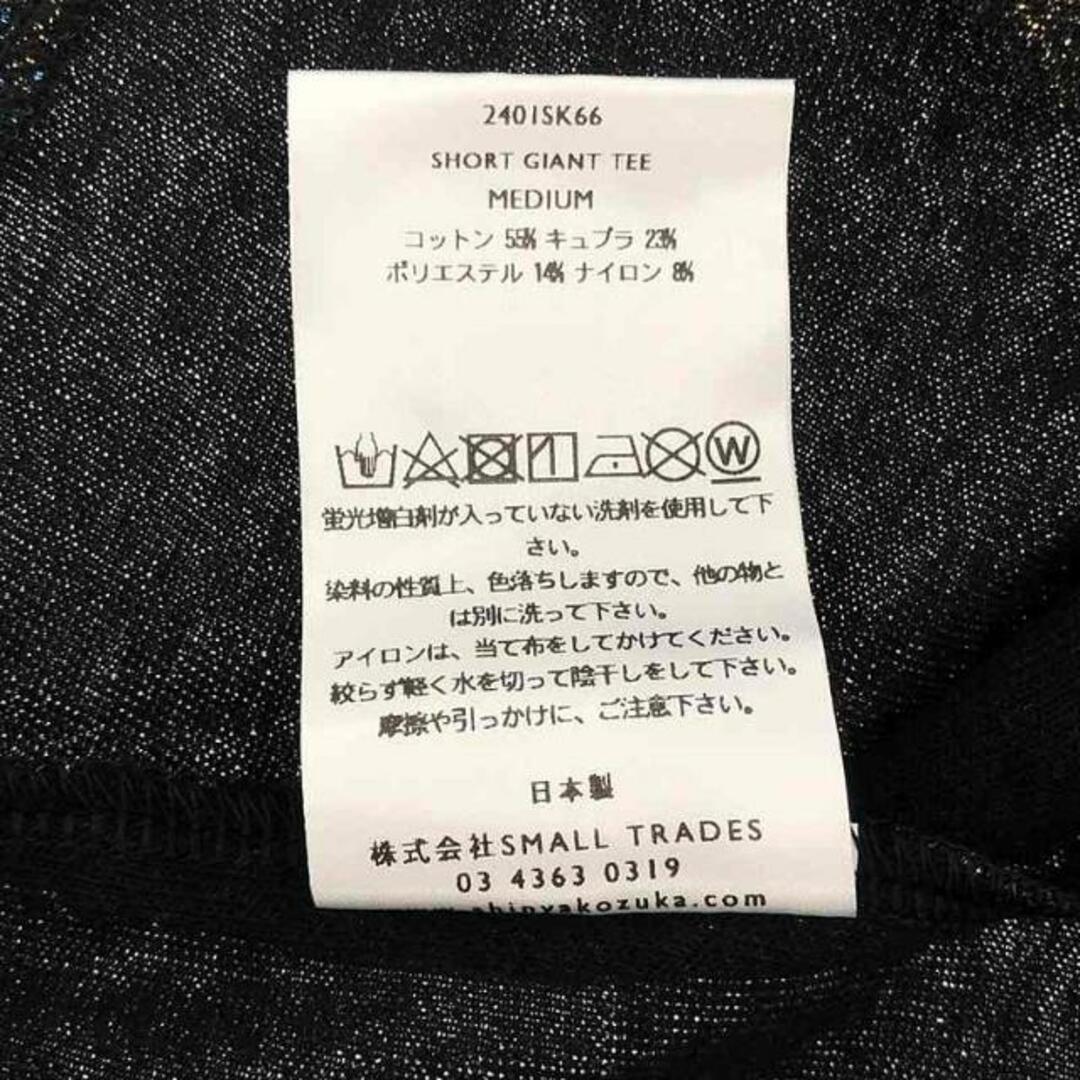 2401SK66
SHORT GIANT TEE
MEDIUM
コットン 55% キュプラ 23%
ポリエステル 14% ナイロン 8%
W
蛍光増白剤が入っていない洗剤を使用して下
さい。
染料の性質上、色落ちしますので、他の物と
は別に洗って下さい。
アイロンは、当て布をしてかけてください。
絞らず軽く水を切って陰干しをして下さい。
摩擦や引っかけに、ご注意下さい。
日本製
株式会社SMALL TRADES
03 4363 0319
www.shinyakozuka.com